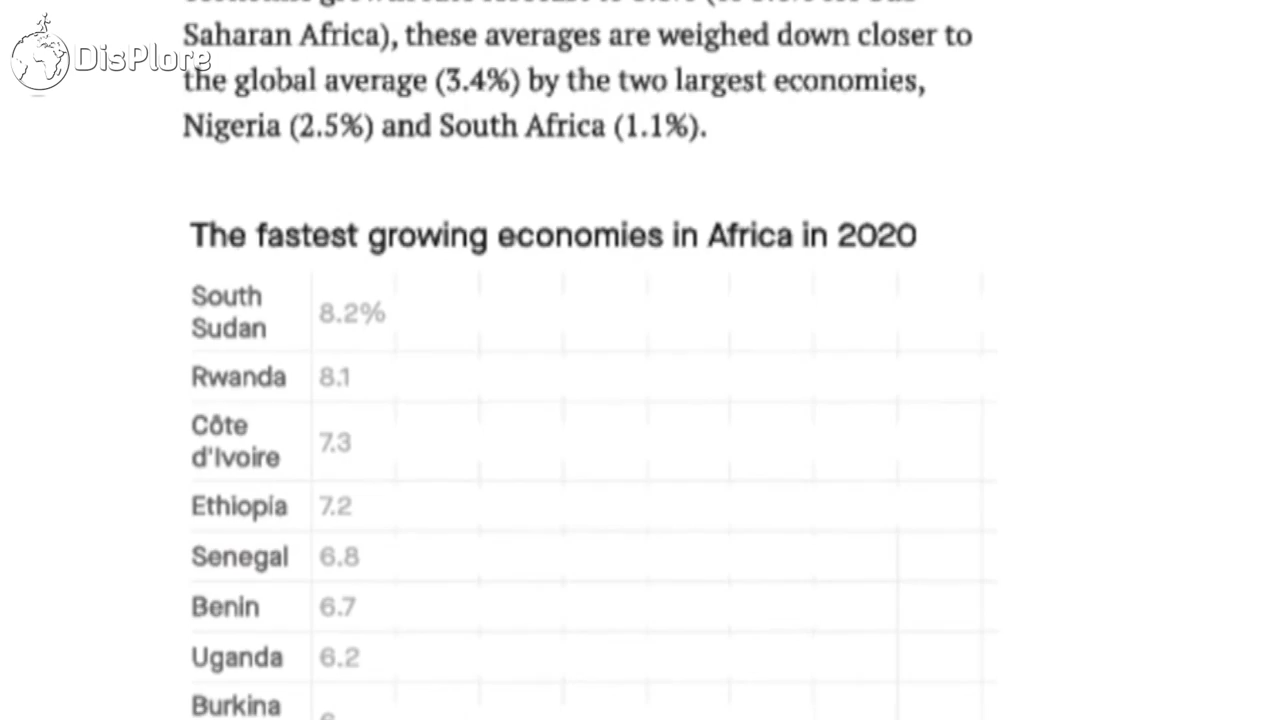 DisPlore
Saharan Africa), these averages are weighed down closer to
the global average (3.4%) by the two largest economies,
Nigeria (2.5%) and South Africa (1.1%).
The fastest growing economies in Africa in 2020
South
Sudan
8.2%
Rwanda 8.1
Côte
d'Ivoire
7.3
Ethiopia 7.2
Senegal 6.8
Benin 6.7
Uganda 6.2
Burkina